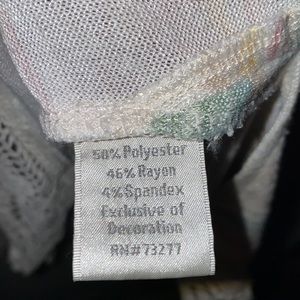 50% Polyester
46% Rayon
4% Spandex
Exclusive of
Decoration
RN#73277